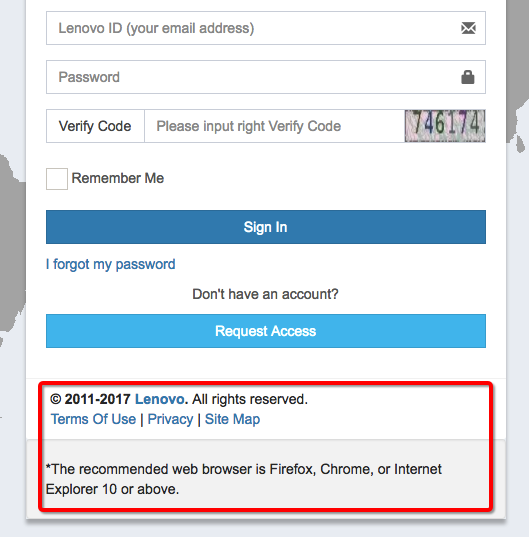 Lenovo ID (your email address)
Password
Verify Code
Please input right Verify Code
746174
Remember Me
Sign In
I forgot my password
Don't have an account?
Request Access
© 2011-2017 Lenovo. All rights reserved.
Terms Of Use | Privacy | Site Map
*The recommended web browser is Firefox, Chrome, or Internet
Explorer 10 or above.